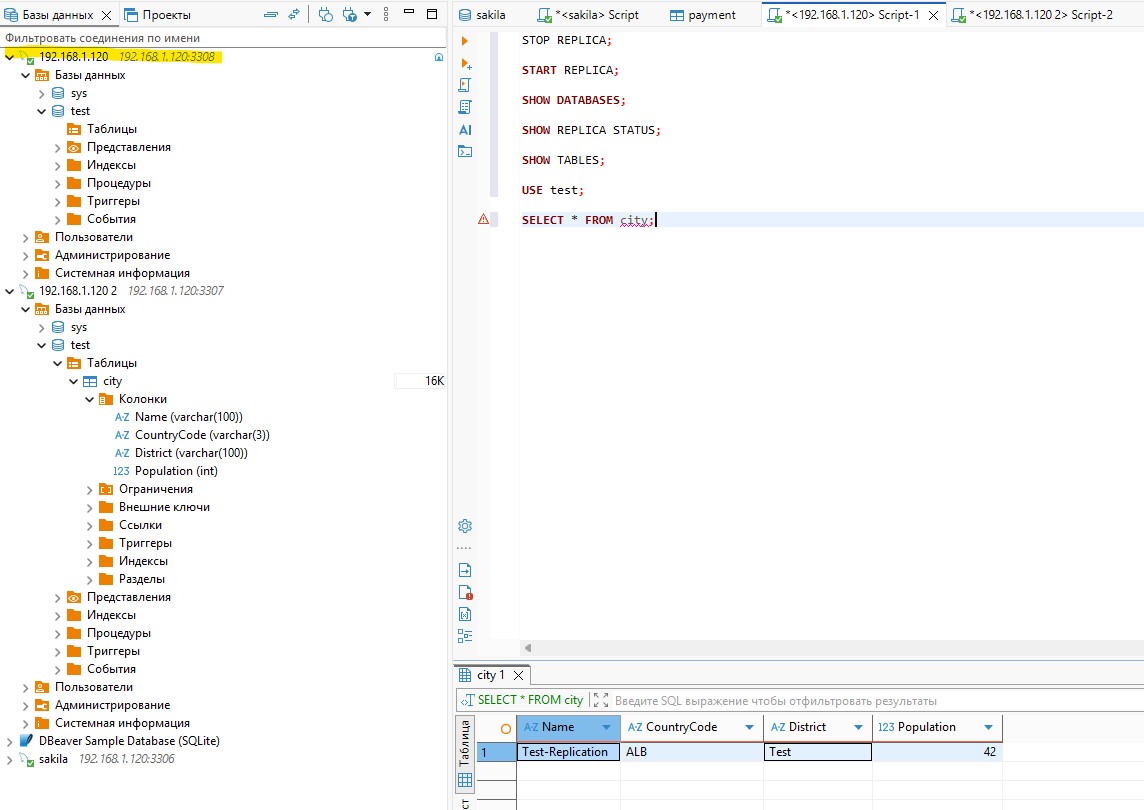 Базы данных
Проекты
Фильтровать соединения по имени
192.168.1.120 192.168.1.120:3308
Базы данных
sys
test
Таблицы
Представления
Индексы
Процедуры
Триггеры
События
Пользователи
Администрирование
Системная информация
192.168.1.120 2 192.168.1.120:3307
Базы данных
sys
test
Таблицы
city 16K
Колонки
A-Z Name (varchar(100))
A-Z CountryCode (varchar(3))
A-Z District (varchar(100))
123 Population (int)
Ограничения
Внешние ключи
Ссылки
Триггеры
Индексы
Разделы
Представления
Индексы
Процедуры
Триггеры
События
Пользователи
Администрирование
Системная информация
DBeaver Sample Database (SQLite)
sakila 192.168.1.120:3306
sakila
*<sakila> Script
payment
*<192.168.1.120> Script-1
*<192.168.1.120 2> Script-2
AI
STOP REPLICA;
START REPLICA;
SHOW DATABASES;
SHOW REPLICA STATUS;
SHOW TABLES;
USE test;
SELECT * FROM city;
city 1
SELECT * FROM city Введите SQL выражение чтобы отфильтровать результаты
Таблица
A-Z Name A-Z CountryCode A-Z District 123 Population
1 Test-Replication ALB Test 42